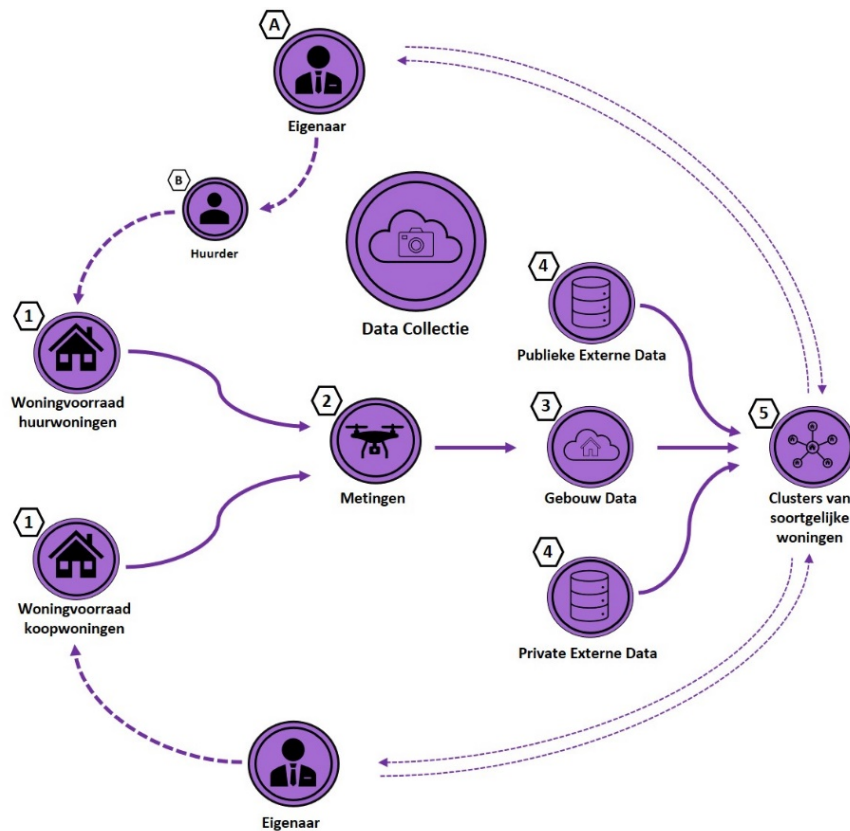 A
Eigenaar
B
Huurder
Data Collectie
1
Woningvoorraad
huurwoningen
4
Publieke Externe Data
2
Metingen
3
Gebouw Data
5
Clusters van
soortgelijke
woningen
1
Woningvoorraad
koopwoningen
4
Private Externe Data
Eigenaar